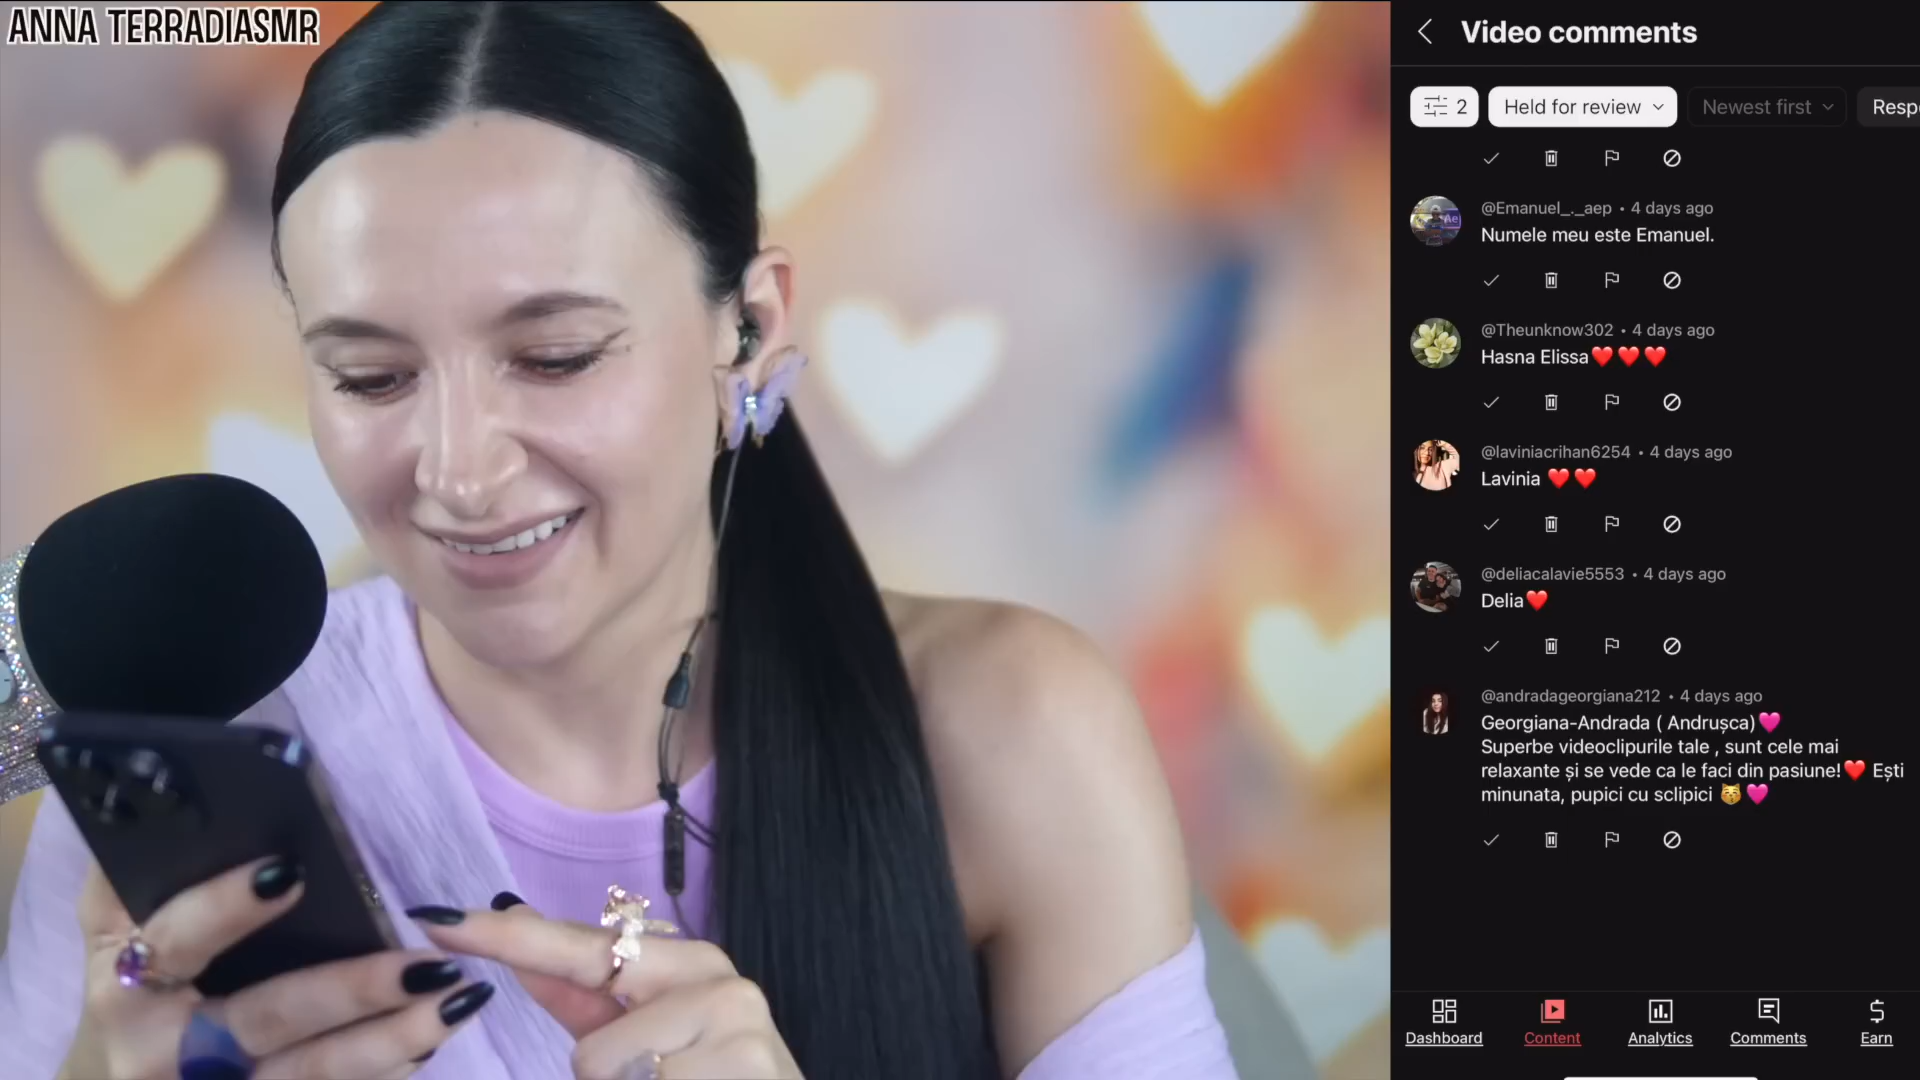 ANNA TERRADIASMR
Video comments
2
Held for review
Newest first
Resp
@Emanuel_._aep • 4 days ago
Numele meu este Emanuel.
@Theunknow302 • 4 days ago
Hasna Elissa❤️❤️❤️
@laviniacrihan6254 • 4 days ago
Lavinia ❤️❤️
@deliacalavie5553 • 4 days ago
Delia❤️
@andradageorgiana212 • 4 days ago
Georgiana-Andrada ( Andrușca)💗
Superbe videoclipurile tale , sunt cele mai
relaxante și se vede ca le faci din pasiune!❤️ Ești
minunata, pupici cu sclipici 😽💗
Dashboard
Content
Analytics
Comments
Earn